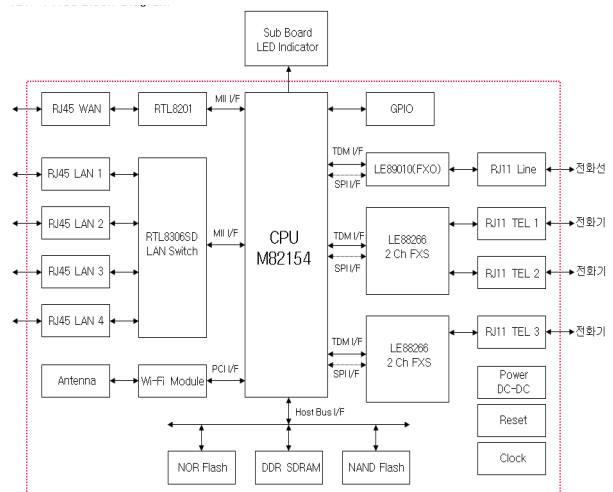 Sub Board
LED Indicator
RJ45 WAN
RTL8201
MII I/F
GPIO
TDM I/F
SPI I/F
LE89010(FXO)
RJ11 Line
전화선
RJ45 LAN 1
RJ45 LAN 2
RJ45 LAN 3
RJ45 LAN 4
RTL8306SD
LAN Switch
MII I/F
CPU
M82154
TDM I/F
SPI I/F
LE88266
2 Ch FXS
RJ11 TEL 1
전화기
RJ11 TEL 2
전화기
TDM I/F
SPI I/F
LE88266
2 Ch FXS
RJ11 TEL 3
전화기
Antenna
Wi-Fi Module
PCI I/F
Host Bus I/F
NOR Flash
DDR SDRAM
NAND Flash
Power
DC-DC
Reset
Clock